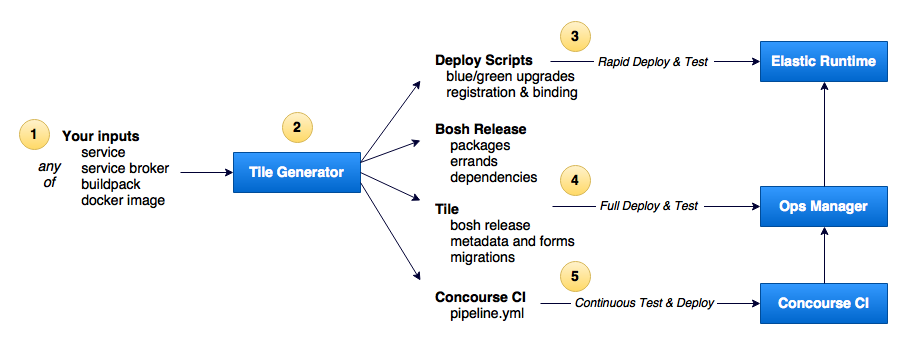 1
Your inputs
any
of
service
service broker
buildpack
docker image
2
Tile Generator
Deploy Scripts
blue/green upgrades
registration & binding
3
Rapid Deploy & Test
Elastic Runtime
Bosh Release
packages
errands
dependencies
Tile
bosh release
metadata and forms
migrations
4
Full Deploy & Test
Ops Manager
Concourse CI
pipeline.yml
5
Continuous Test & Deploy
Concourse CI